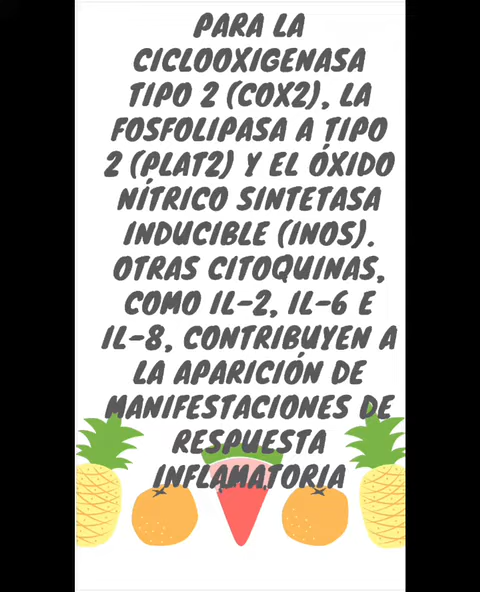 PARA LA
CICLOOXIGENASA
TIPO 2 (COX2), LA
FOSFOLIPASA A TIPO
2 (PLAT2) Y EL ÓXIDO
NÍTRICO SINTETASA
INDUCIBLE (INOS).
OTRAS CITOQUINAS,
COMO IL-2, IL-6 E
IL-8, CONTRIBUYEN A
LA APARICIÓN DE
MANIFESTACIONES DE
RESPUESTA
INFLAMATORIA